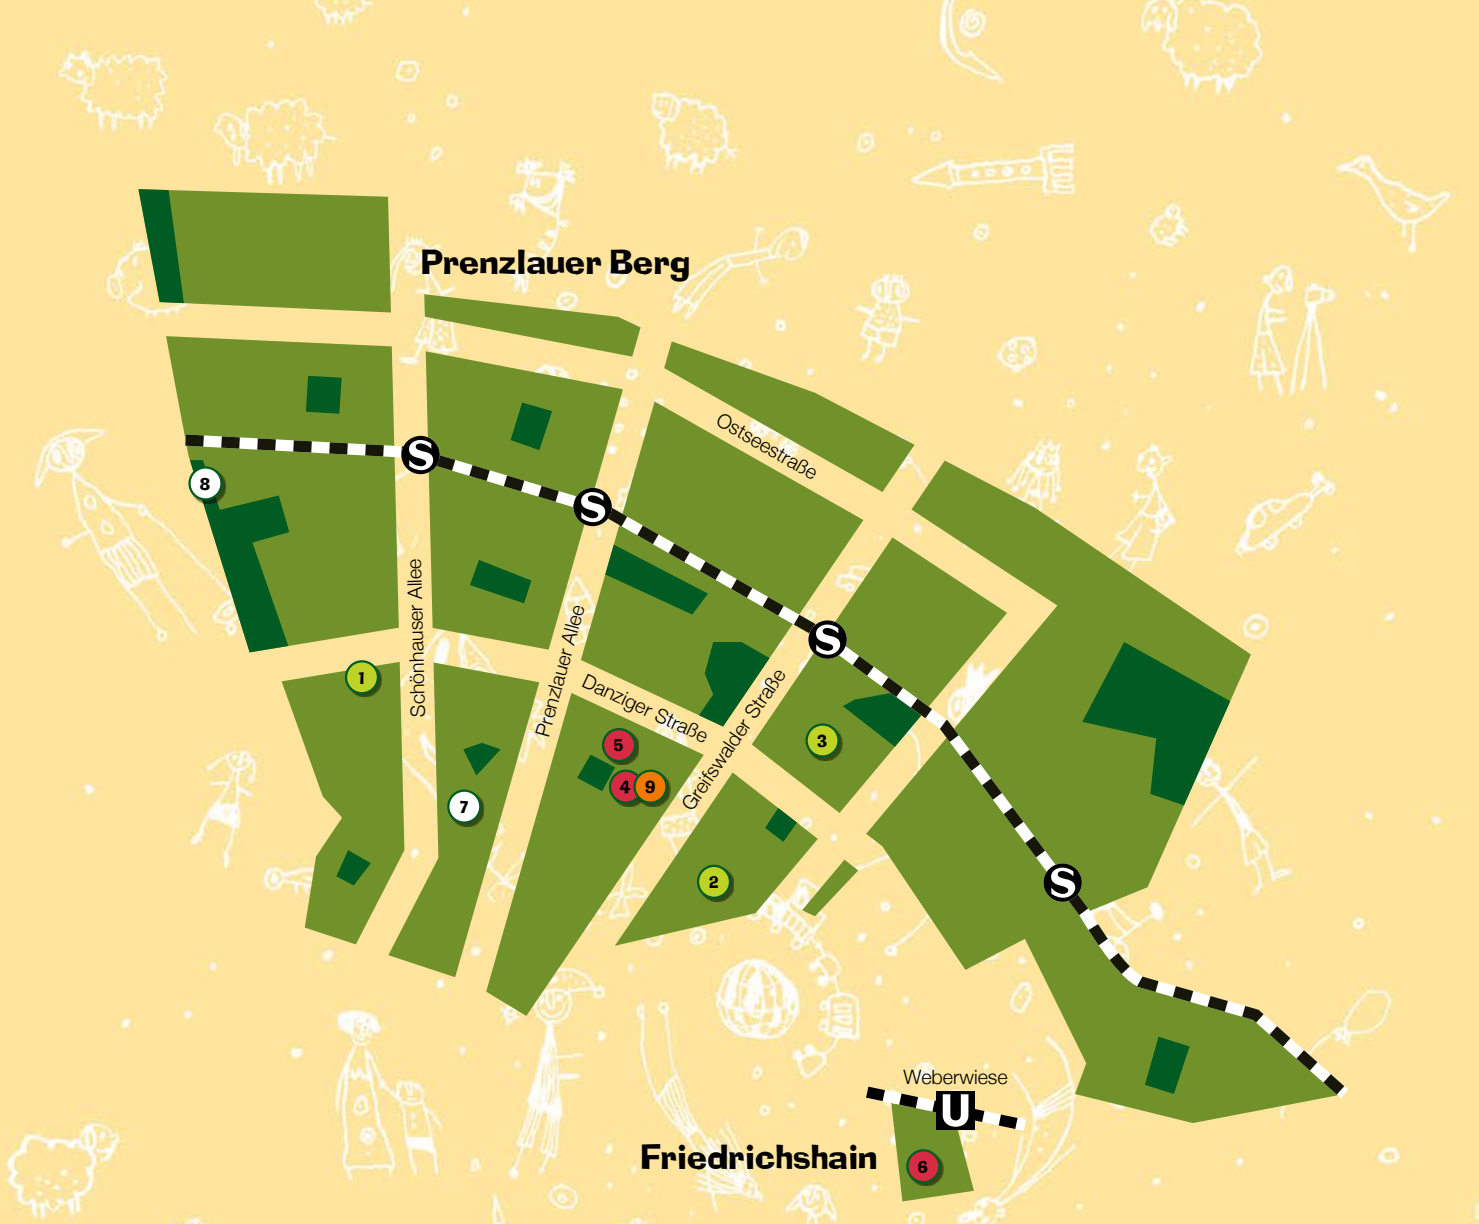 Prenzlauer Berg
Ostseestraße
S
S
8
Schönhauser Allee
Prenzlauer Allee
S
1
Danziger Straße
Greifswalder Straße
5
3
4
9
7
2
S
Weberwiese
U
Friedrichshain
6